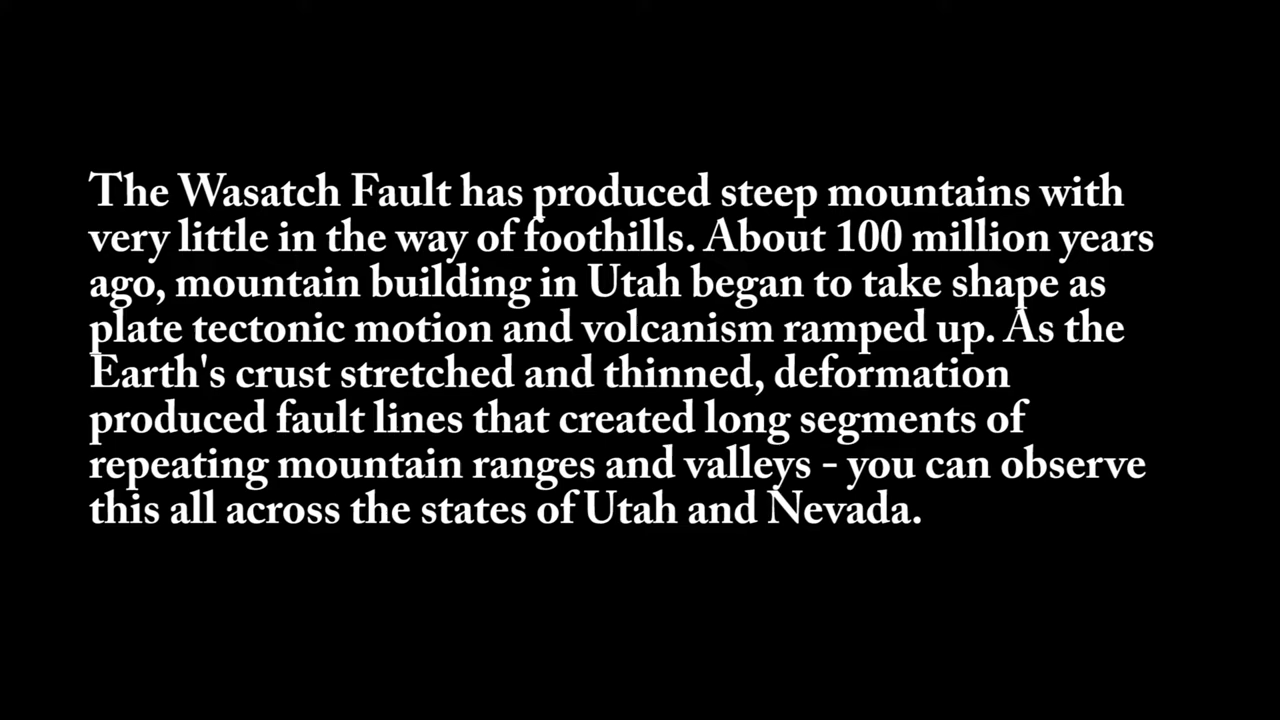 The Wasatch Fault has produced steep mountains with
very little in the way of foothills. About 100 million years
ago, mountain building in Utah began to take shape as
plate tectonic motion and volcanism ramped up. As the
Earth's crust stretched and thinned, deformation
produced fault lines that created long segments of
repeating mountain ranges and valleys - you can observe
this all across the states of Utah and Nevada.